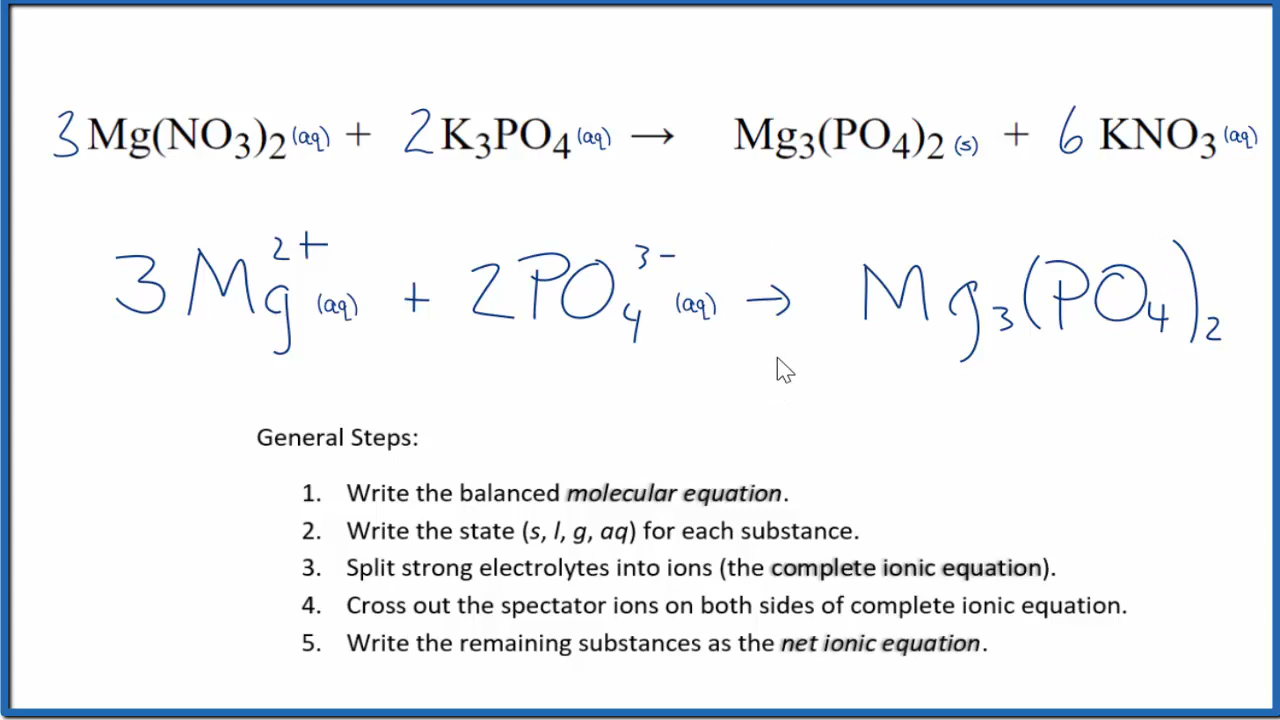 3 Mg(NO₃)₂ (aq) + 2 K₃PO₄ (aq) → Mg₃(PO₄)₂ (s) + 6 KNO₃ (aq)
3 Mg²⁺ (aq) + 2 PO₄³⁻ (aq) → Mg₃(PO₄)₂
General Steps:
1. Write the balanced molecular equation.
2. Write the state (s, l, g, aq) for each substance.
3. Split strong electrolytes into ions (the complete ionic equation).
4. Cross out the spectator ions on both sides of complete ionic equation.
5. Write the remaining substances as the net ionic equation.